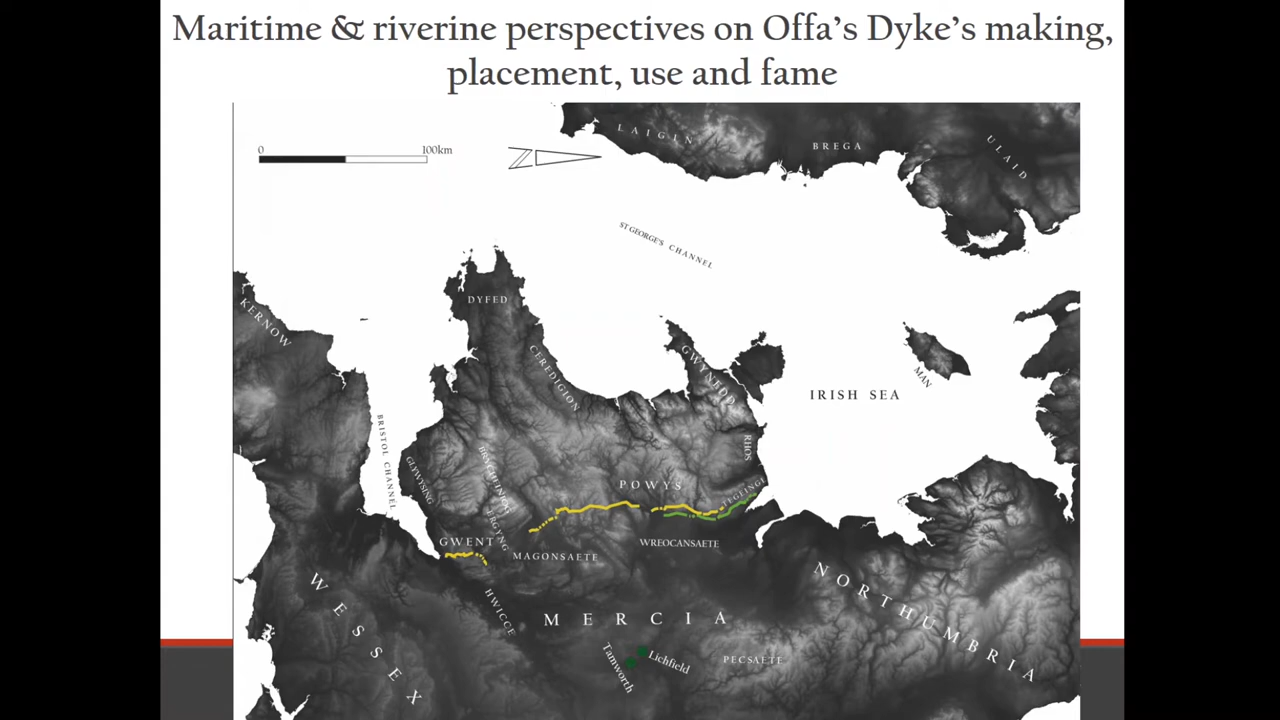 Maritime & riverine perspectives on Offa's Dyke's making,
placement, use and fame
0
100km
LAIGIN
BREGA
ULAID
ST GEORGE'S CHANNEL
DYFED
KERNOW
CEREDIGION
GWYNEDD
MAN
IRISH SEA
BRISTOL CHANNEL
RHOS
GLYWYSING
BRYCHEINIOG
POWYS
TEGEINGL
ERGYNG
GWENT
MAGONSAETE
WREOCANSAETE
WESSEX
HWICCE
MERCIA
NORTHUMBRIA
Tamworth
Lichfield
PECSAETE